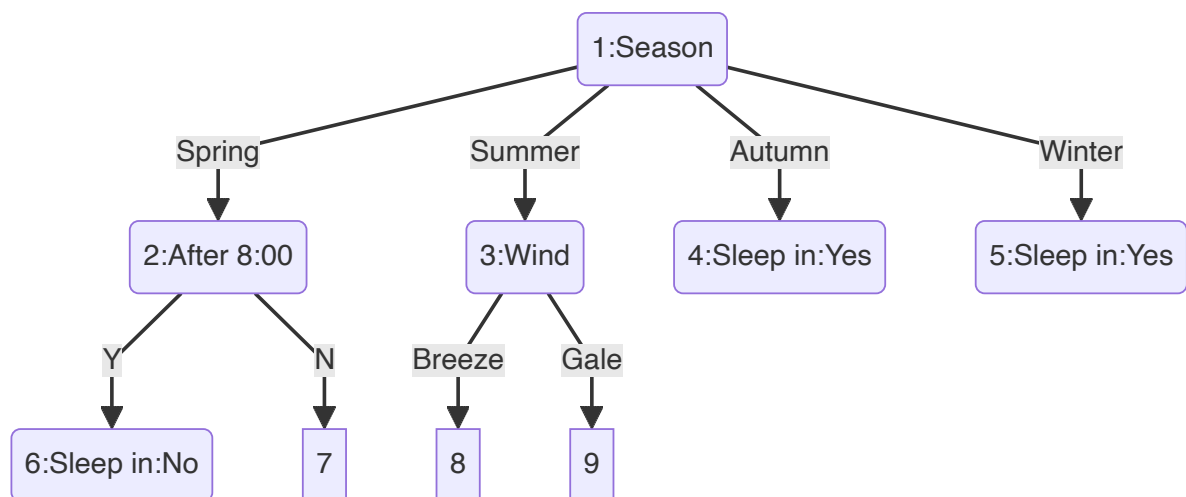 1:Season
Spring
Summer
Autumn
Winter
2:After 8:00
3:Wind
4:Sleep in:Yes
5:Sleep in:Yes
Y
N
Breeze
Gale
6:Sleep in:No
7
8
9